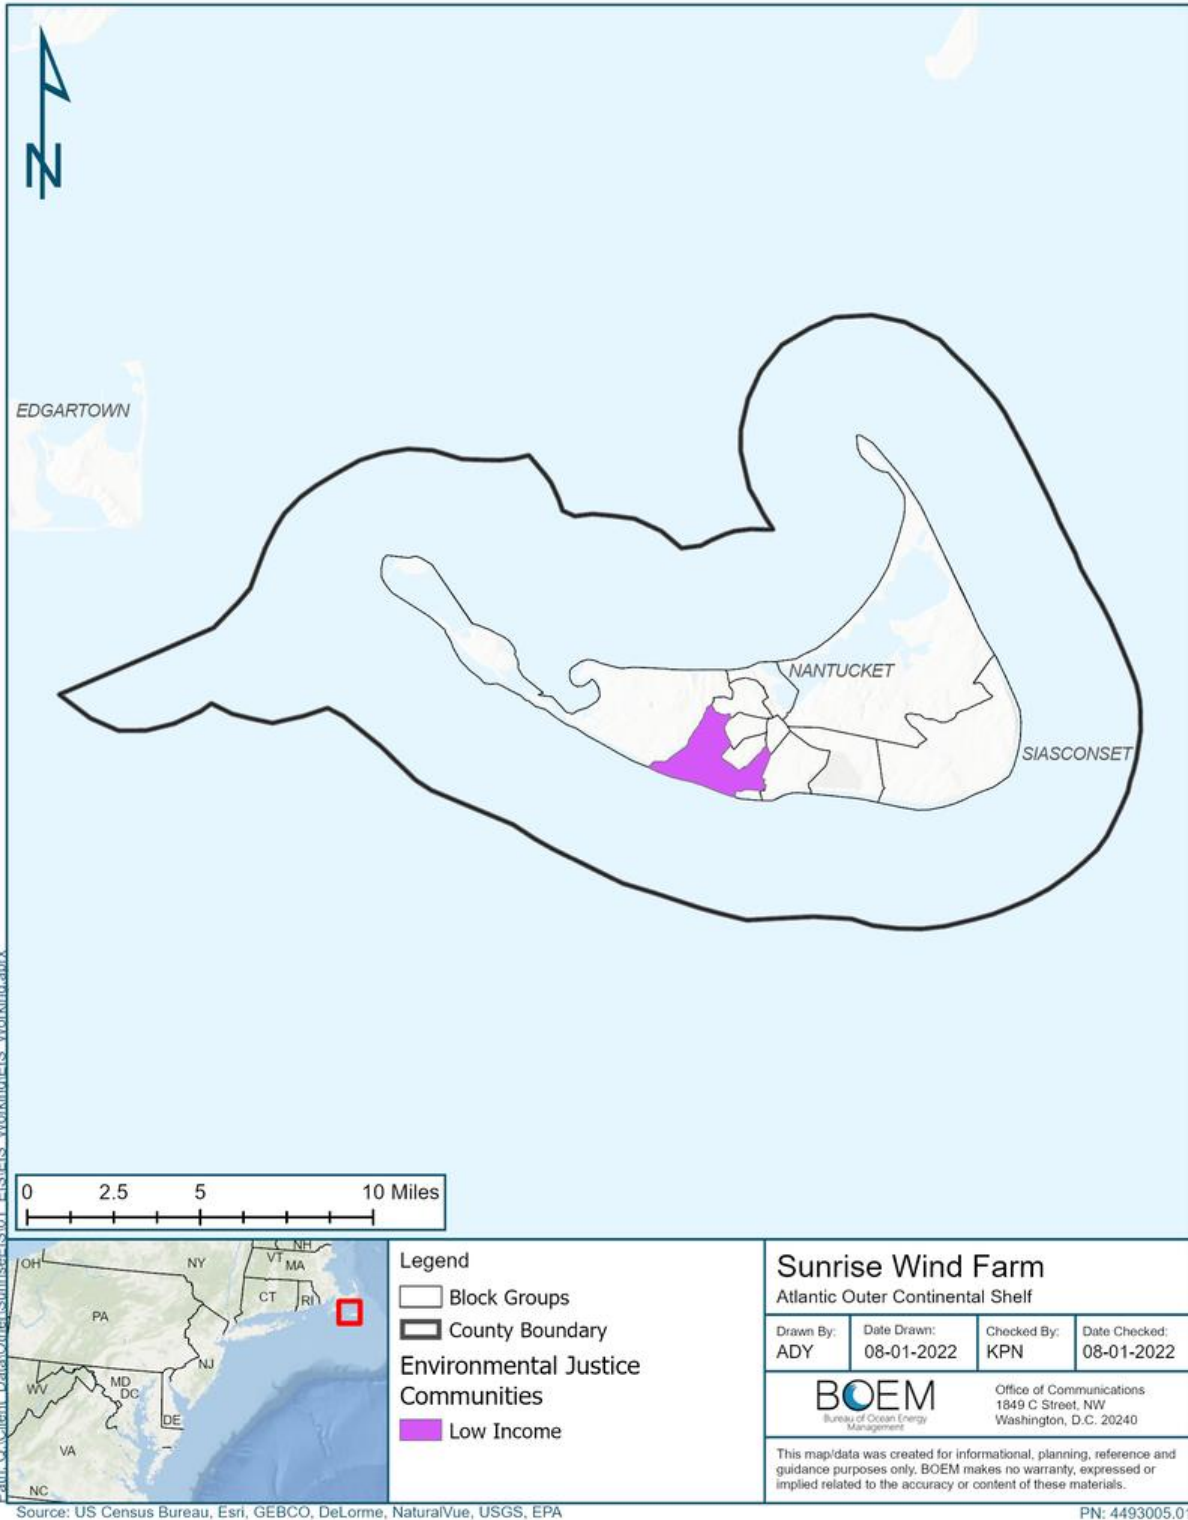 N
EDGARTOWN
NANTUCKET
SIASCONSET
0 2.5 5 10 Miles
OH
NY
VT
NH
MA
CT
RI
PA
NJ
WV
MD
DC
DE
VA
NC
Legend
Block Groups
County Boundary
Environmental Justice
Communities
Low Income
Sunrise Wind Farm
Atlantic Outer Continental Shelf
Drawn By:
ADY
Date Drawn:
08-01-2022
Checked By:
KPN
Date Checked:
08-01-2022
BOEM
Bureau of Ocean Energy
Management
Office of Communications
1849 C Street, NW
Washington, D.C. 20240
This map/data was created for informational, planning, reference and
guidance purposes only. BOEM makes no warranty, expressed or
implied related to the accuracy or content of these materials.
Source: US Census Bureau, Esri, GEBCO, DeLorme, NaturalVue, USGS, EPA
PN: 4493005.01